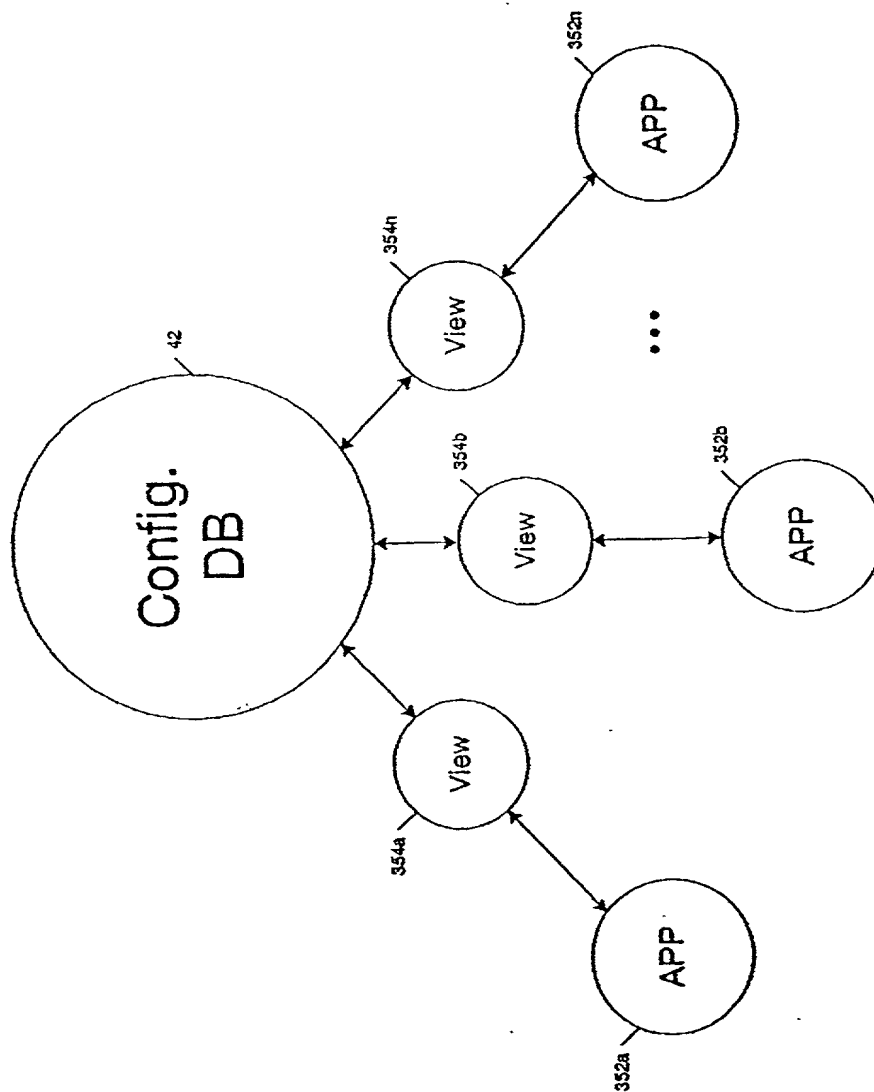 42
Config.
DB
354a
View
354b
View
354n
View
352a
APP
352b
APP
...
352n
APP